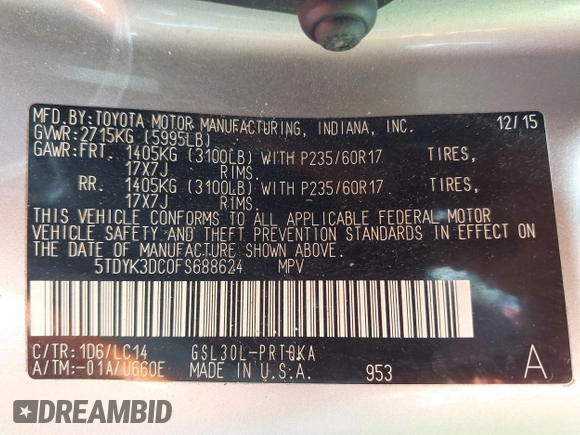 MFD.BY:TOYOTA MOTOR MANUFACTURING, INDIANA, INC. 12/15
GVWR:2715KG (5995LB)
GAWR:FRT. 1405KG (3100LB) WITH P235/60R17 TIRES,
17X7J RIMS.
RR. 1405KG (3100LB) WITH P235/60R17 TIRES,
17X7J RIMS.
THIS VEHICLE CONFORMS TO ALL APPLICABLE FEDERAL MOTOR
VEHICLE SAFETY AND THEFT PREVENTION STANDARDS IN EFFECT ON
THE DATE OF MANUFACTURE SHOWN ABOVE.
5TDYK3DC0FS688624 MPV
C/TR:1D6/LC14 GSL30L-PRTQKA
A/TM:-01A/U660E MADE IN U.S.A. 953 A
DREAMBID